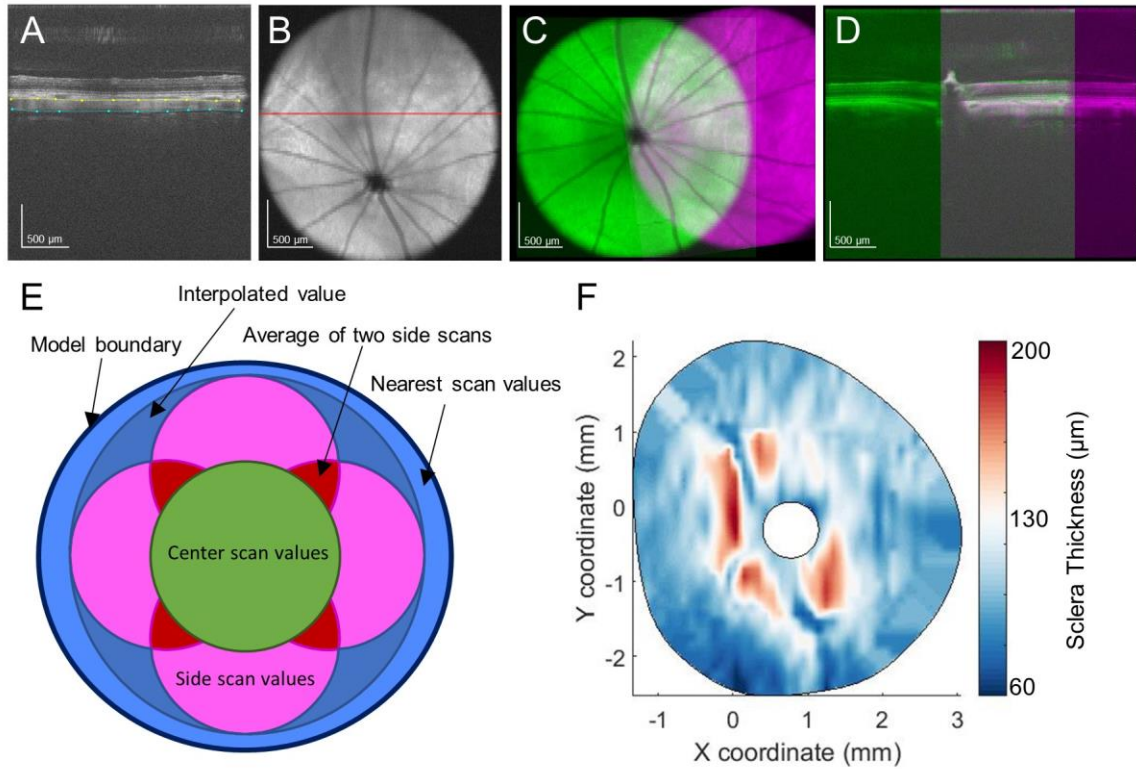 A
B
C
D
500 µm
500 µm
500 µm
500 µm
E
Interpolated value
Average of two side scans
Model boundary
Nearest scan values
Center scan values
Side scan values
F
2
1
0
-1
-2
Y coordinate (mm)
-1 0 1 2 3
X coordinate (mm)
200
130
60
Sclera Thickness (µm)